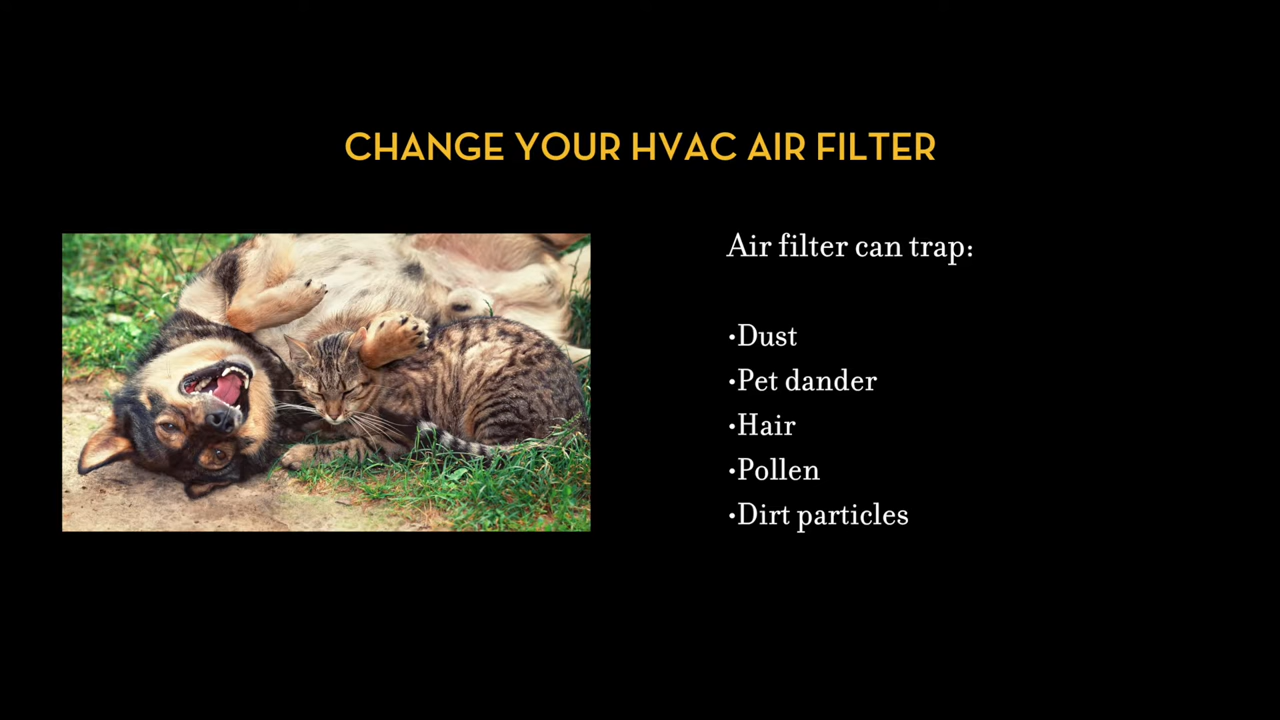 CHANGE YOUR HVAC AIR FILTER
Air filter can trap:
•Dust
•Pet dander
•Hair
•Pollen
•Dirt particles